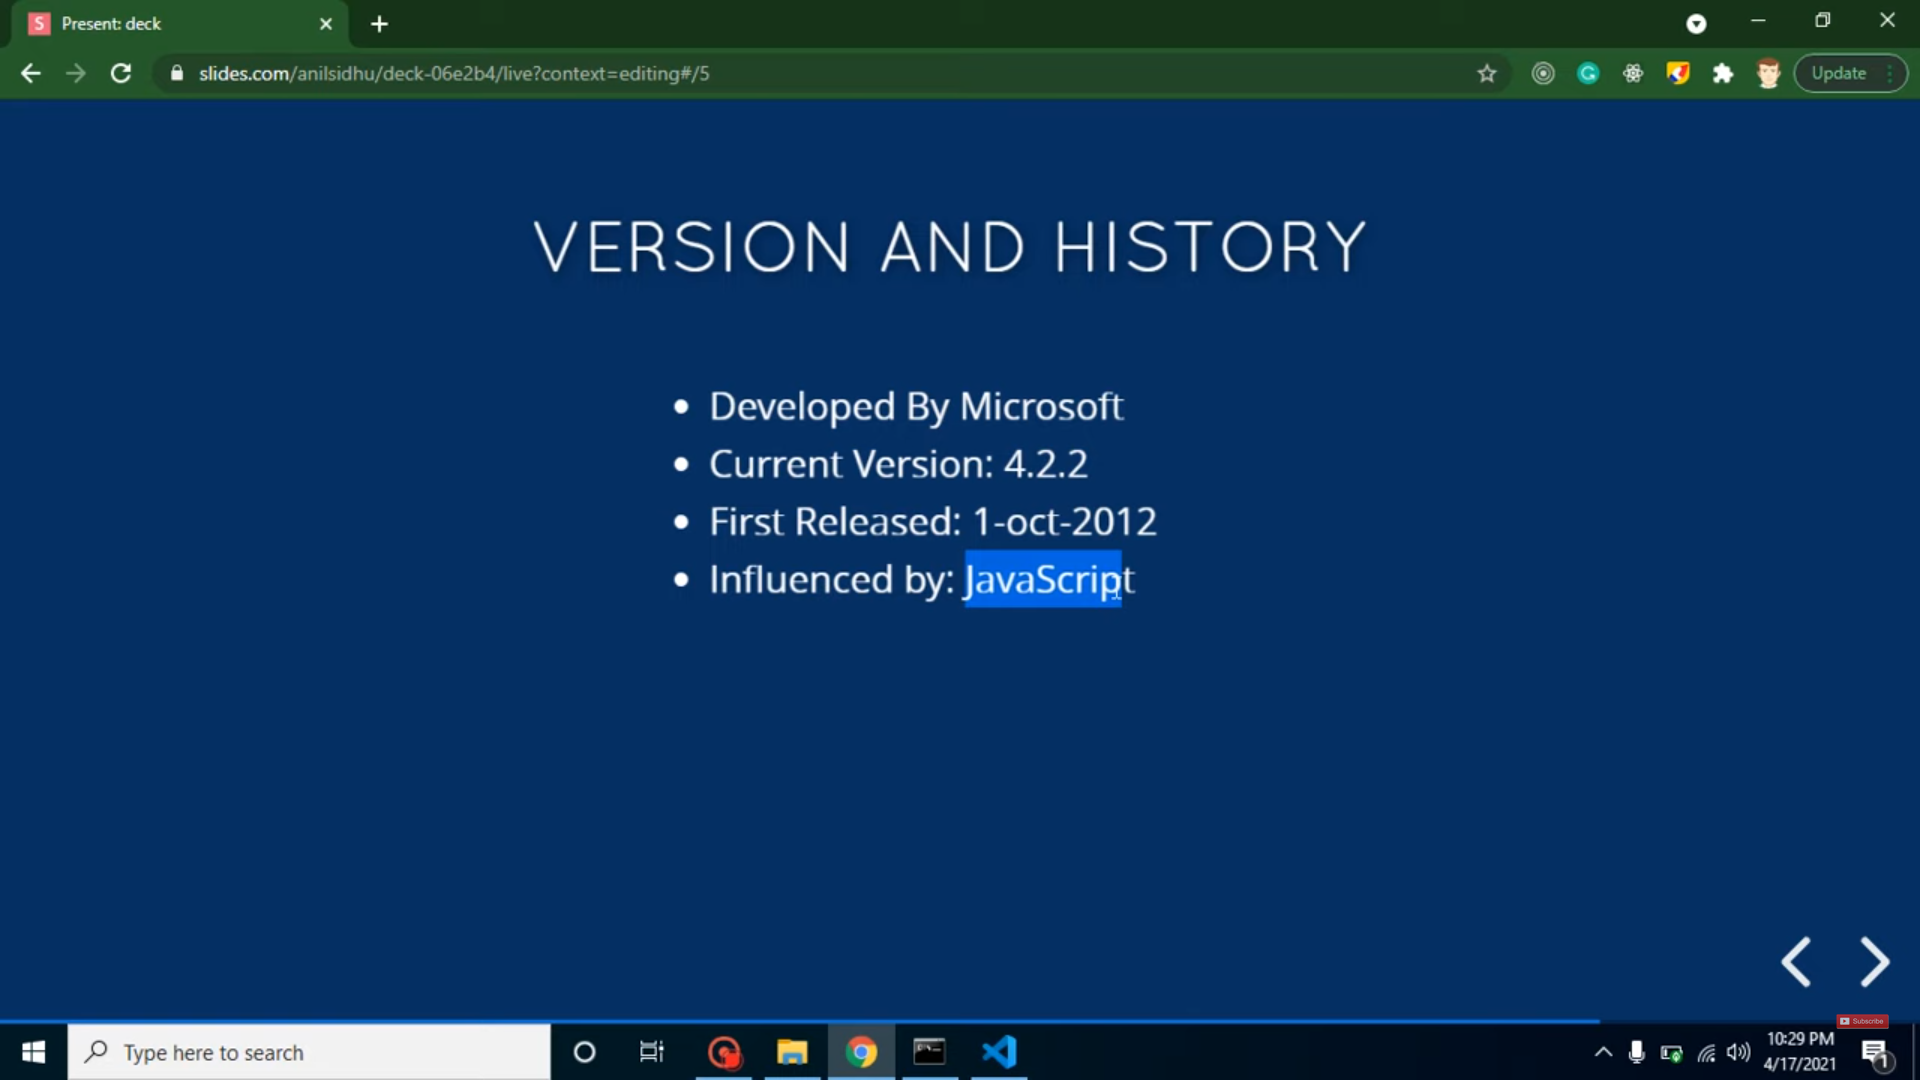 S Present: deck
slides.com/anilsidhu/deck-06e2b4/live?context=editing#/5
Update
VERSION AND HISTORY
• Developed By Microsoft
• Current Version: 4.2.2
• First Released: 1-oct-2012
• Influenced by: JavaScript
Subscribe
Type here to search
10:29 PM
4/17/2021
1